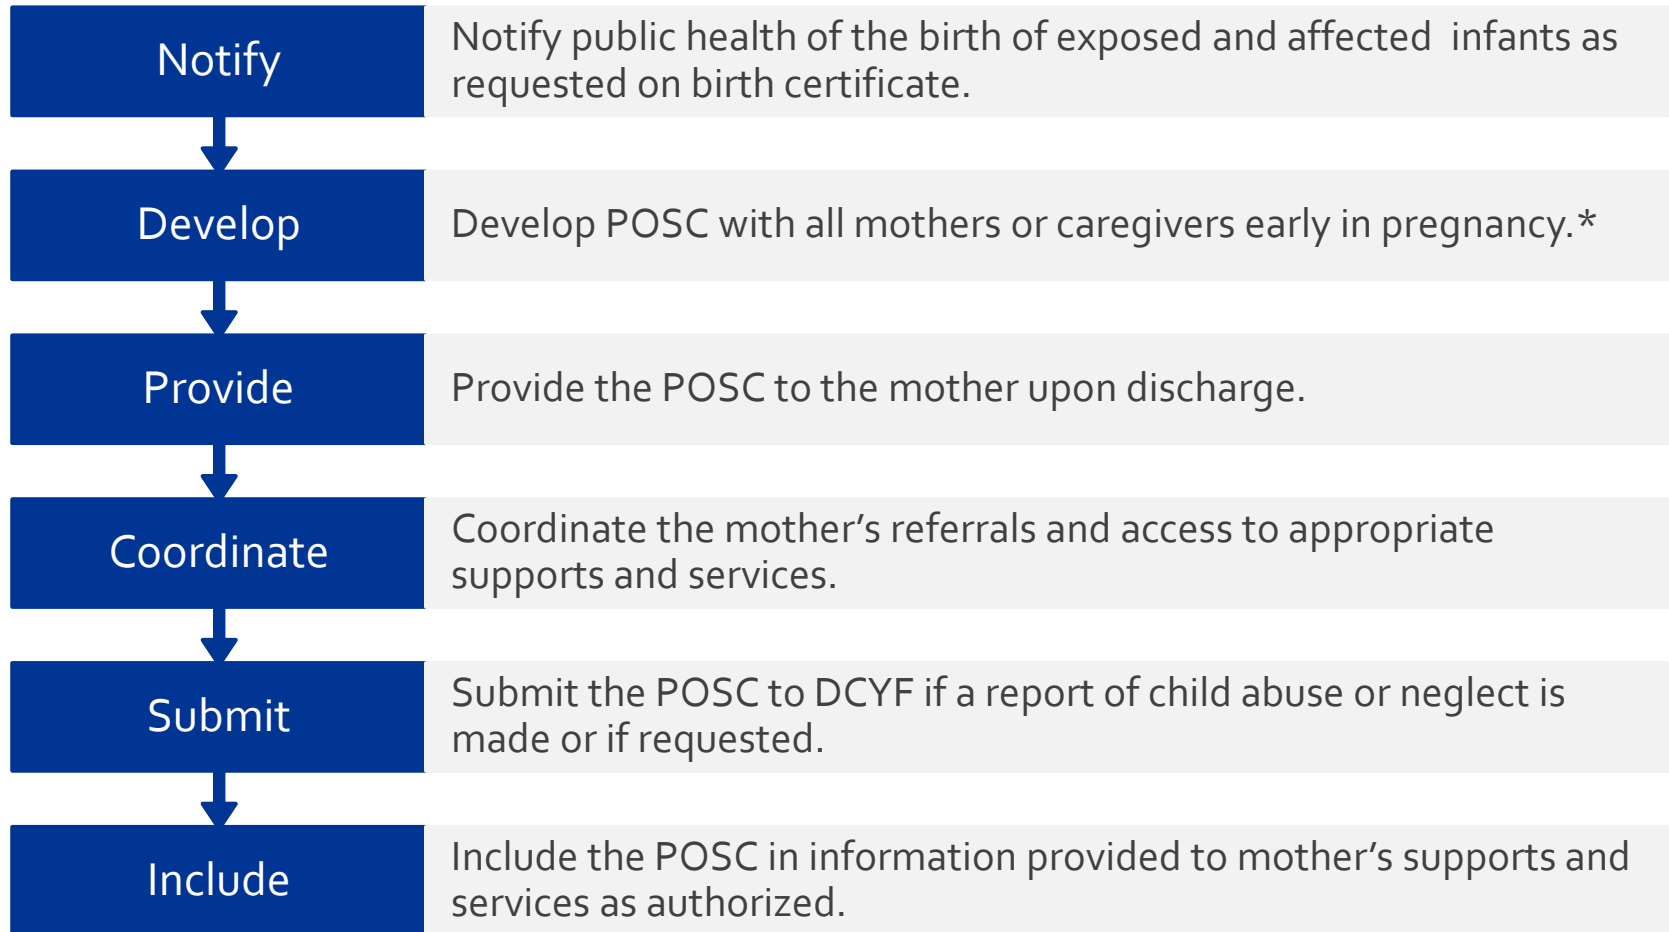 Notify
Notify public health of the birth of exposed and affected  infants as
requested on birth certificate.
Develop
Develop POSC with all mothers or caregivers early in pregnancy.*
Provide
Provide the POSC to the mother upon discharge.
Coordinate
Coordinate the mother’s referrals and access to appropriate
supports and services.
Submit
Submit the POSC to DCYF if a report of child abuse or neglect is
made or if requested.
Include
Include the POSC in information provided to mother’s supports and
services as authorized.